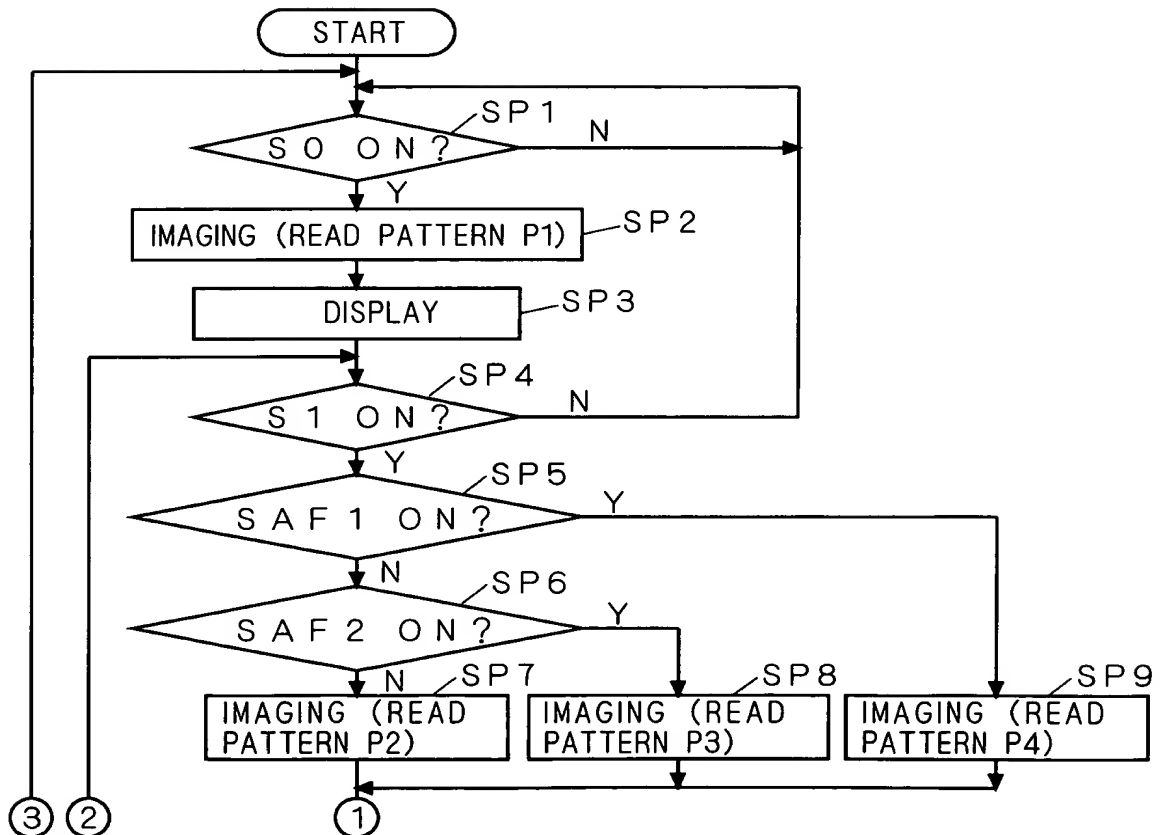 START
SP1
S0 ON?
N
Y
IMAGING (READ PATTERN P1)
SP2
DISPLAY
SP3
SP4
S1 ON?
N
Y
SP5
SAF1 ON?
Y
N
SP6
SAF2 ON?
Y
N
SP7
SP8
SP9
IMAGING (READ
PATTERN P2)
IMAGING (READ
PATTERN P3)
IMAGING (READ
PATTERN P4)
3
2
1